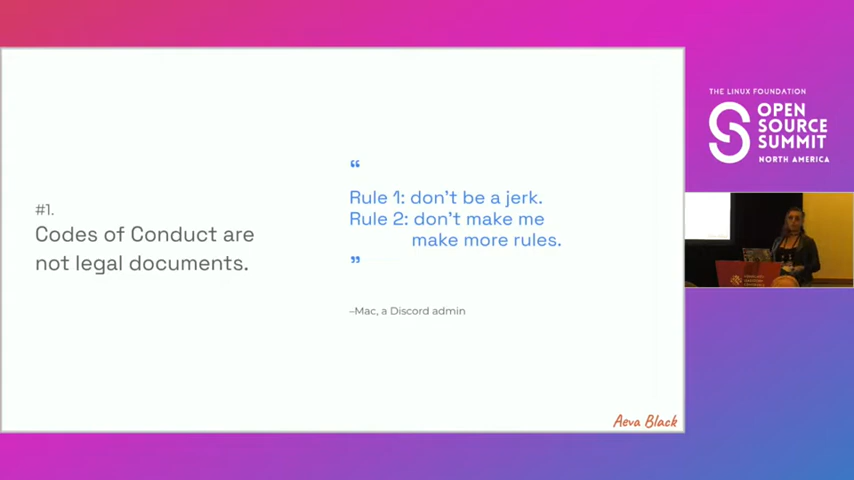 #1.
Codes of Conduct are
not legal documents.
“
Rule 1: don't be a jerk.
Rule 2: don't make me
make more rules.
”
–Mac, a Discord admin
Aeva Black
THE LINUX FOUNDATION
OPEN
SOURCE
SUMMIT
NORTH AMERICA